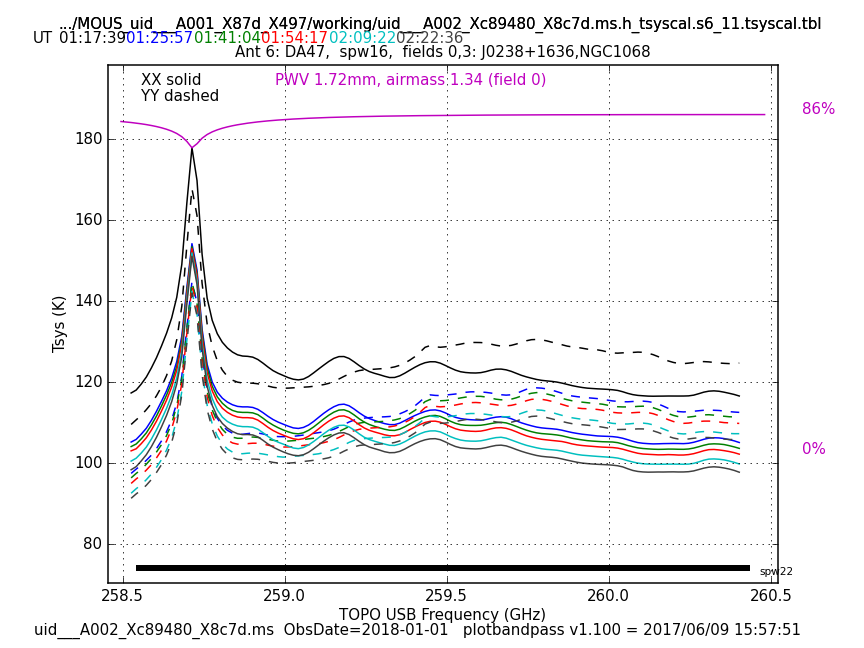 .../MOUS_uid___A001_X87d_X497/working/uid___A002_Xc89480_X8c7d.ms.h_tsyscal.s6_11.tsyscal.tbl
UT 01:17:39 01:25:57 01:41:04 01:54:17 02:09:22 02:22:36
Ant 6: DA47,  spw16,  fields 0,3: J0238+1636,NGC1068
XX solid
PWV 1.72mm, airmass 1.34 (field 0)
YY dashed
86%
180
160
140
120
100
80
0%
Tsys (K)
spw22
258.5 259.0 259.5 260.0 260.5
TOPO USB Frequency (GHz)
uid___A002_Xc89480_X8c7d.ms  ObsDate=2018-01-01   plotbandpass v1.100 = 2017/06/09 15:57:51